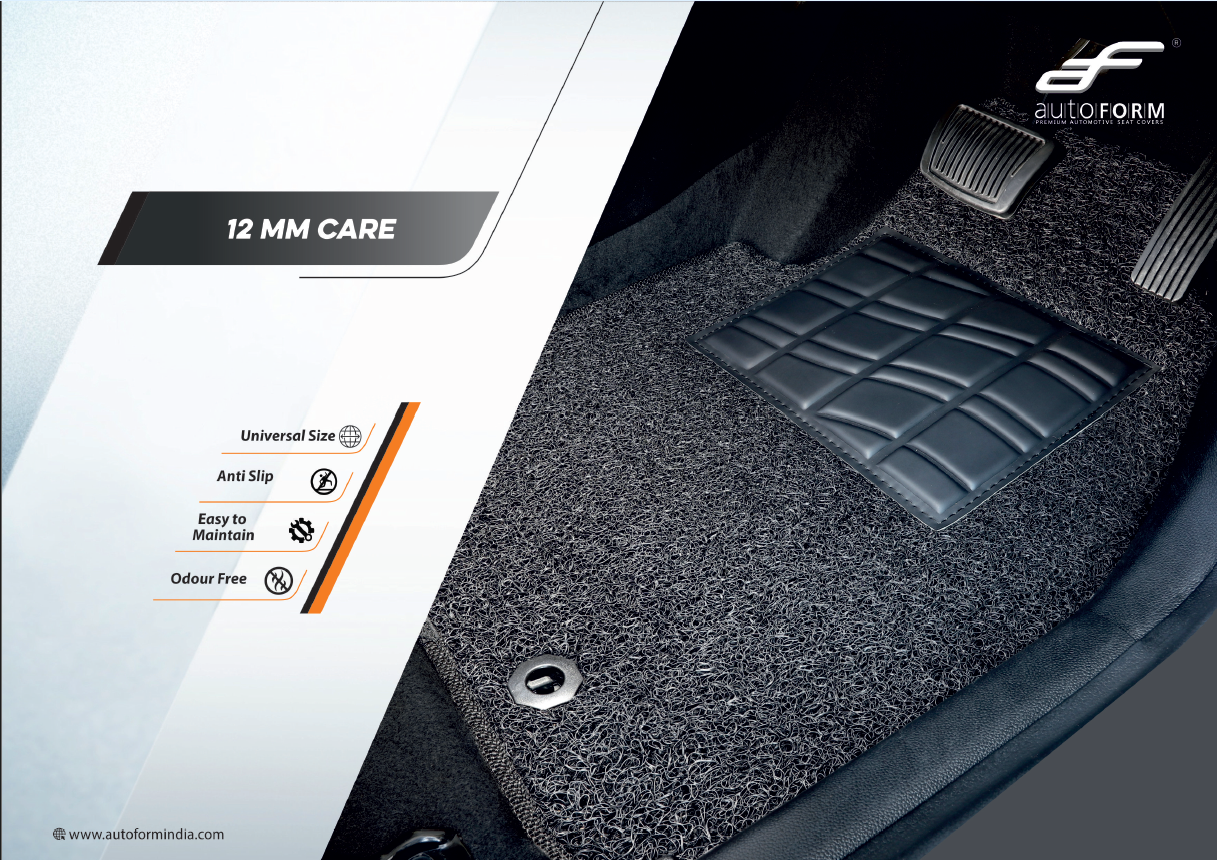 ®
autoFORM
PREMIUM AUTOMOTIVE SEAT COVERS
12 MM CARE
Universal Size
Anti Slip
Easy to
Maintain
Odour Free
www.autoformindia.com